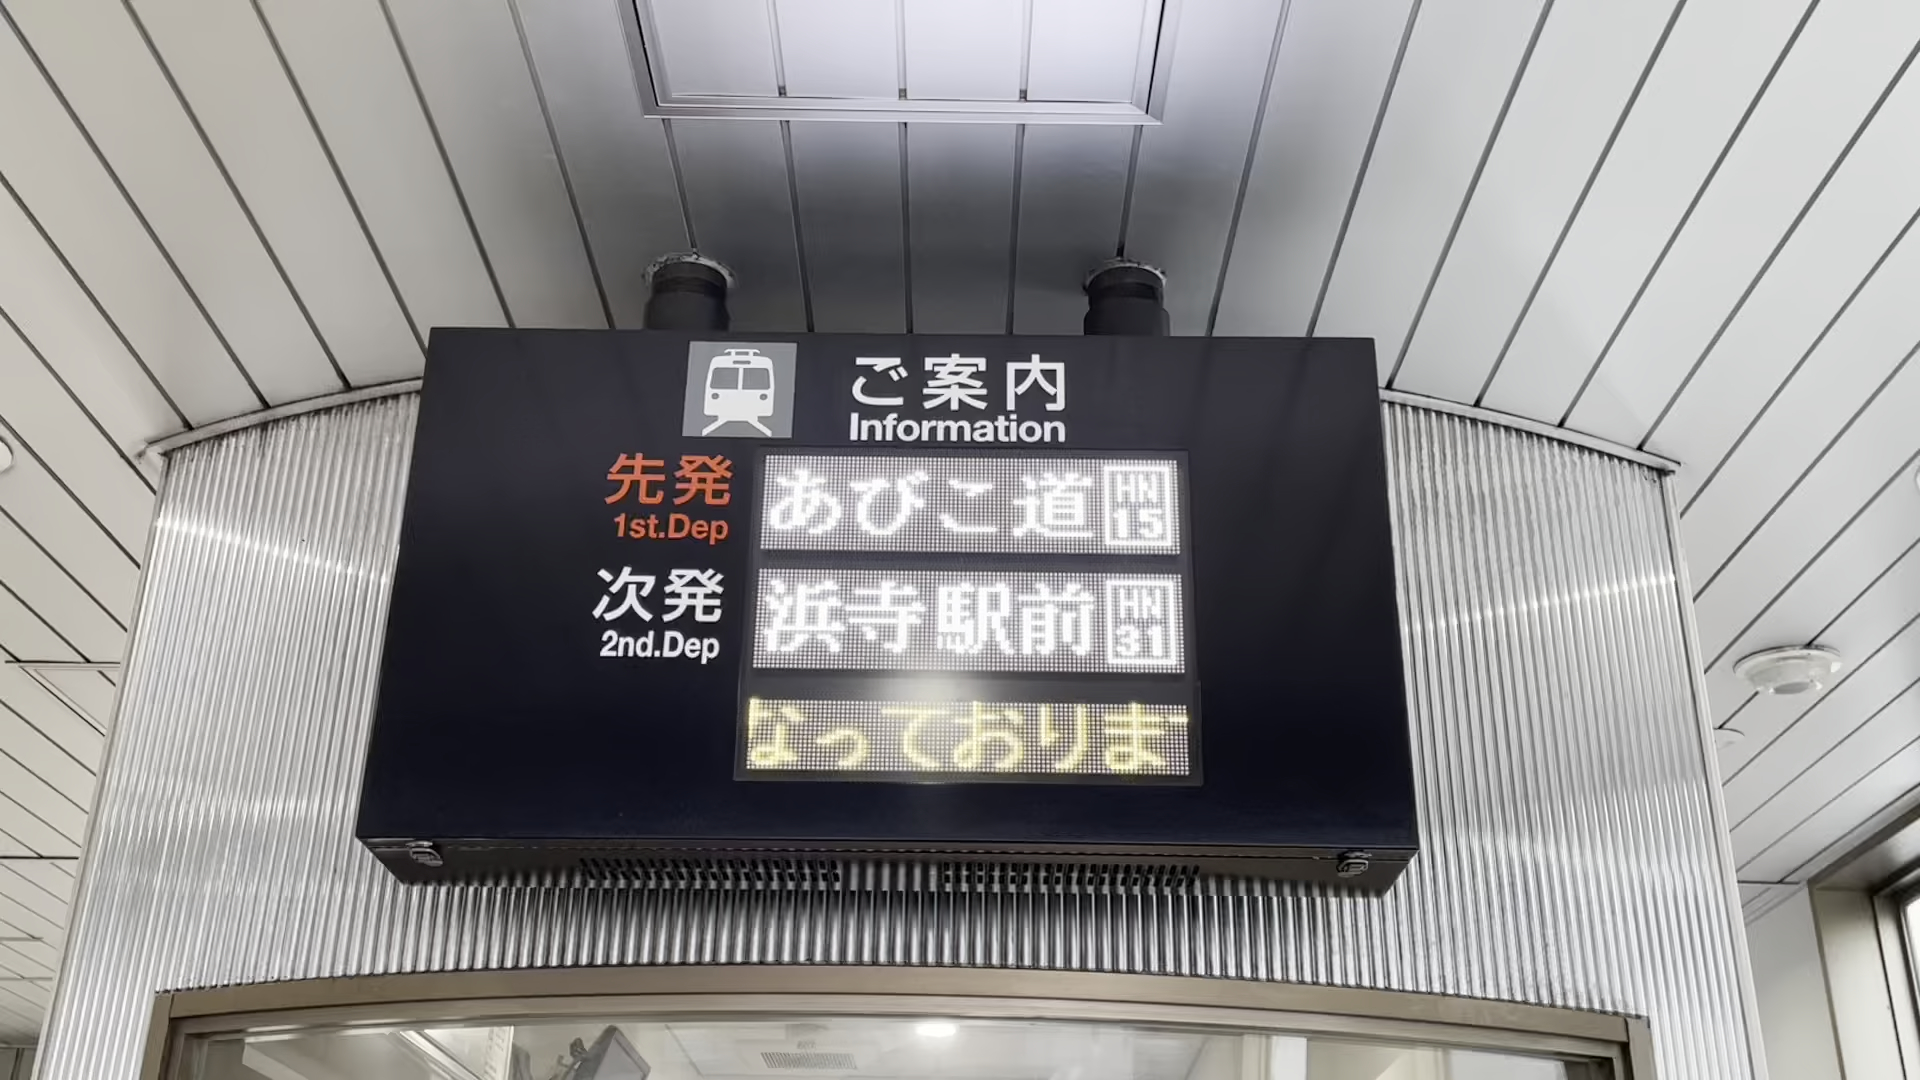 ご案内
Information
先発
1st.Dep
あびこ道 HN 15
次発
2nd.Dep
浜寺駅前 HN 31
なっておりま